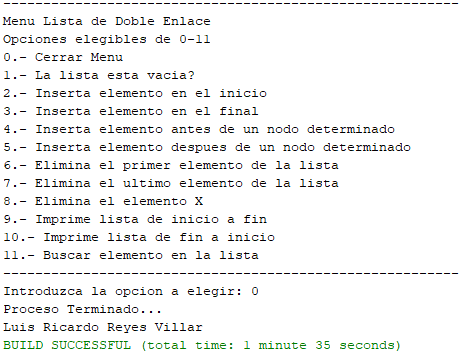 ----------------------------------------------------------
Menu Lista de Doble Enlace
Opciones elegibles de 0-11
0.- Cerrar Menu
1.- La lista esta vacia?
2.- Inserta elemento en el inicio
3.- Inserta elemento en el final
4.- Inserta elemento antes de un nodo determinado
5.- Inserta elemento despues de un nodo determinado
6.- Elimina el primer elemento de la lista
7.- Elimina el ultimo elemento de la lista
8.- Elimina el elemento X
9.- Imprime lista de inicio a fin
10.- Imprime lista de fin a inicio
11.- Buscar elemento en la lista
----------------------------------------------------------
Introduzca la opcion a elegir: 0
Proceso Terminado...
Luis Ricardo Reyes Villar
BUILD SUCCESSFUL (total time: 1 minute 35 seconds)